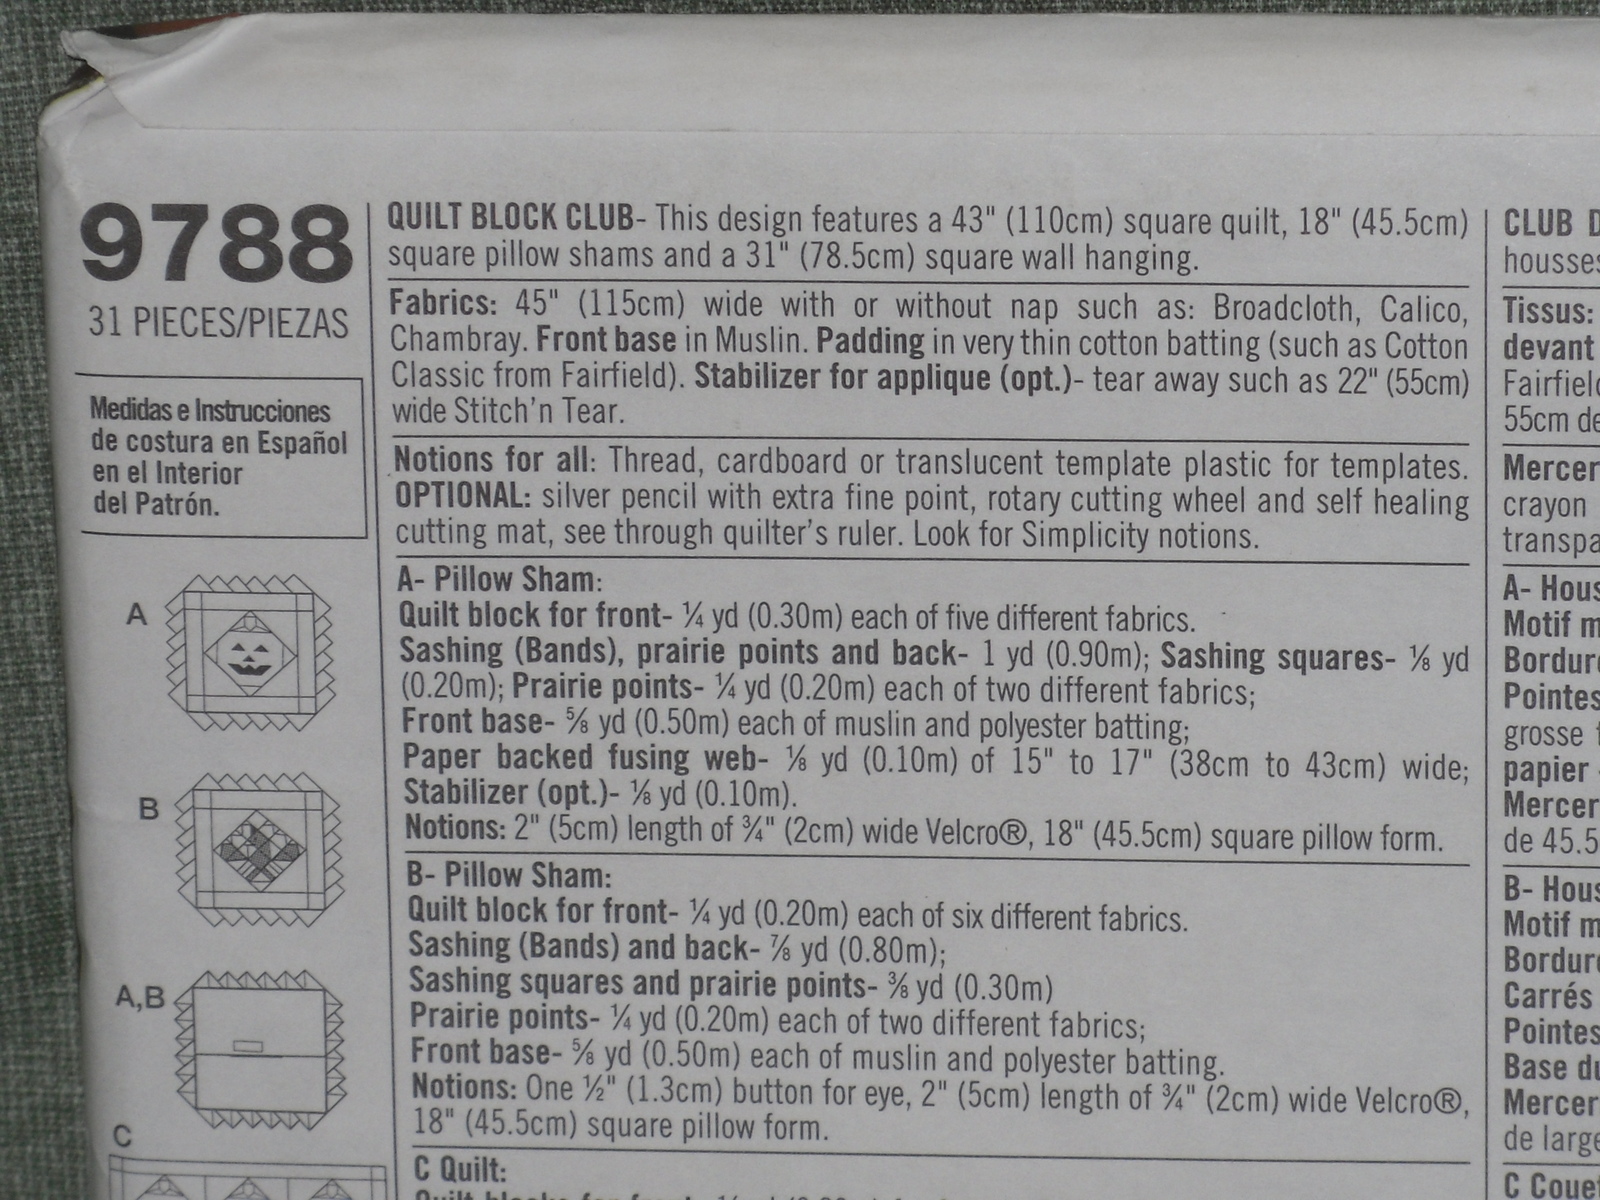 9788
31 PIECES/PIEZAS
Medidas e Instrucciones
de costura en Español
en el Interior
del Patrón.
A
B
A,B
C
QUILT BLOCK CLUB- This design features a 43" (110cm) square quilt, 18" (45.5cm)
square pillow shams and a 31" (78.5cm) square wall hanging.
Fabrics: 45" (115cm) wide with or without nap such as: Broadcloth, Calico,
Chambray. Front base in Muslin. Padding in very thin cotton batting (such as Cotton
Classic from Fairfield). Stabilizer for applique (opt.)- tear away such as 22" (55cm)
wide Stitch'n Tear.
Notions for all: Thread, cardboard or translucent template plastic for templates.
OPTIONAL: silver pencil with extra fine point, rotary cutting wheel and self healing
cutting mat, see through quilter's ruler. Look for Simplicity notions.
A- Pillow Sham:
Quilt block for front- ¼ yd (0.30m) each of five different fabrics.
Sashing (Bands), prairie points and back- 1 yd (0.90m); Sashing squares- ⅛ yd
(0.20m); Prairie points- ¼ yd (0.20m) each of two different fabrics;
Front base- ⅝ yd (0.50m) each of muslin and polyester batting;
Paper backed fusing web- ⅛ yd (0.10m) of 15" to 17" (38cm to 43cm) wide;
Stabilizer (opt.)- ⅛ yd (0.10m).
Notions: 2" (5cm) length of ¾" (2cm) wide Velcro®, 18" (45.5cm) square pillow form.
B- Pillow Sham:
Quilt block for front- ¼ yd (0.20m) each of six different fabrics.
Sashing (Bands) and back- ⅞ yd (0.80m);
Sashing squares and prairie points- ⅜ yd (0.30m)
Prairie points- ¼ yd (0.20m) each of two different fabrics;
Front base- ⅝ yd (0.50m) each of muslin and polyester batting.
Notions: One ½" (1.3cm) button for eye, 2" (5cm) length of ¾" (2cm) wide Velcro®,
18" (45.5cm) square pillow form.
C Quilt:
CLUB
housses
Tissus:
devant
Fairfield
55cm de
Mercer
crayon
transpa
A- Hous
Motif m
Bordure
Pointes
grosse
papier
Mercer
de 45.5
B- Hous
Motif m
Bordure
Carrés
Pointes
Base du
Mercer
de large
C Couet